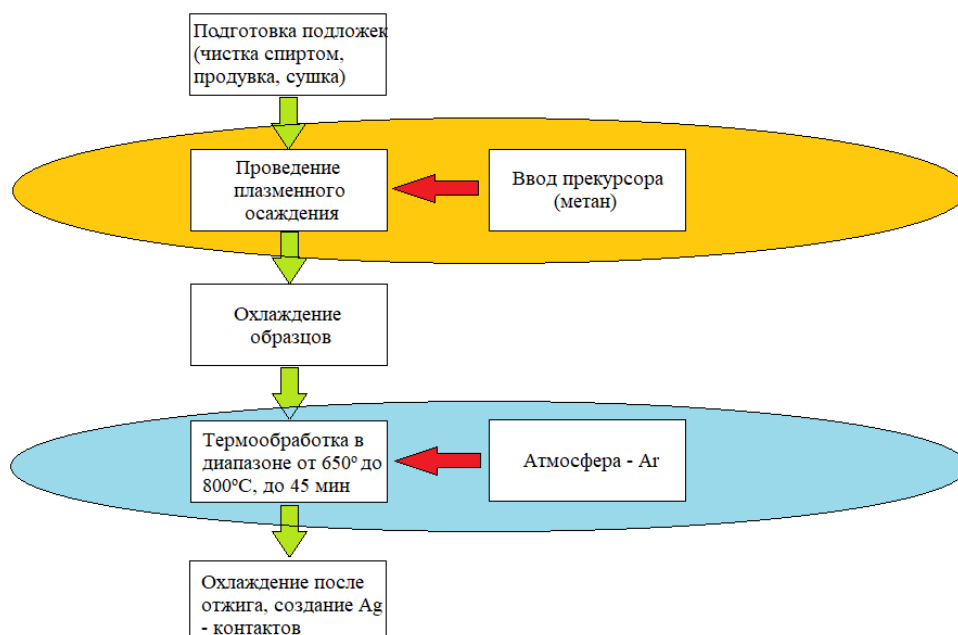 Подготовка подложек
(чистка спиртом,
продувка, сушка)
Проведение
плазменного
осаждения
Ввод прекурсора
(метан)
Охлаждение
образцов
Термообработка в
диапазоне от 650º до
800ºС, до 45 мин
Атмосфера - Ar
Охлаждение после
отжига, создание Ag
- контактов